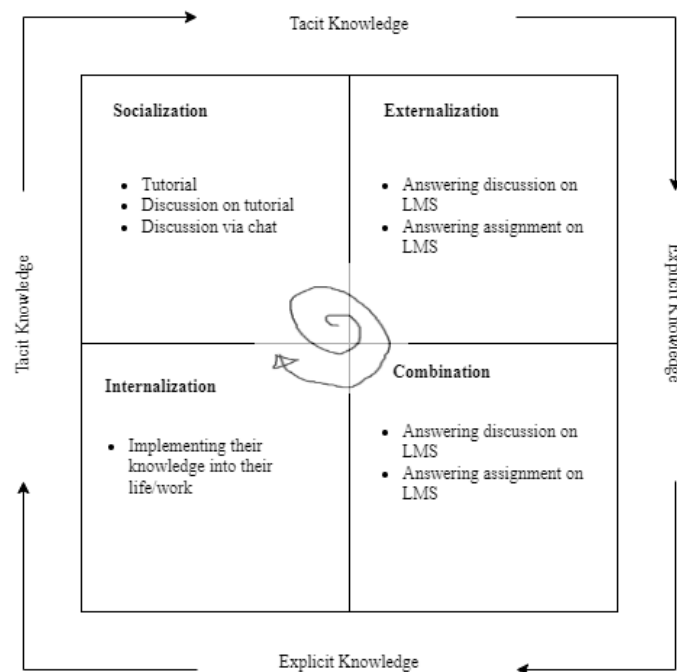 Tacit Knowledge
Socialization
Externalization
• Tutorial
• Discussion on tutorial
• Discussion via chat
• Answering discussion on
LMS
• Answering assignment on
LMS
Tacit Knowledge
Explicit Knowledge
Internalization
Combination
• Implementing their
knowledge into their
life/work
• Answering discussion on
LMS
• Answering assignment on
LMS
Explicit Knowledge